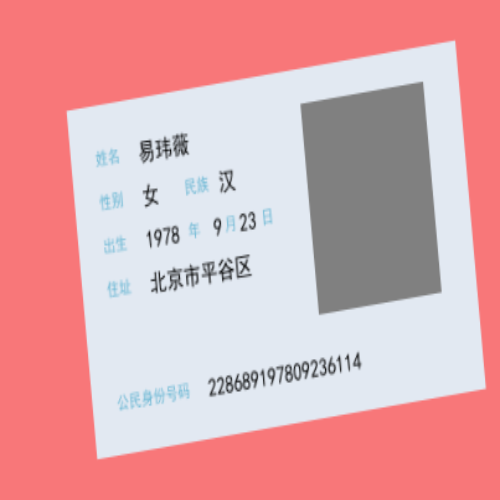 姓名 易玮薇
性别 女 民族 汉
出生 1978 年 9 月 23 日
住址 北京市平谷区
公民身份号码 228689197809236114